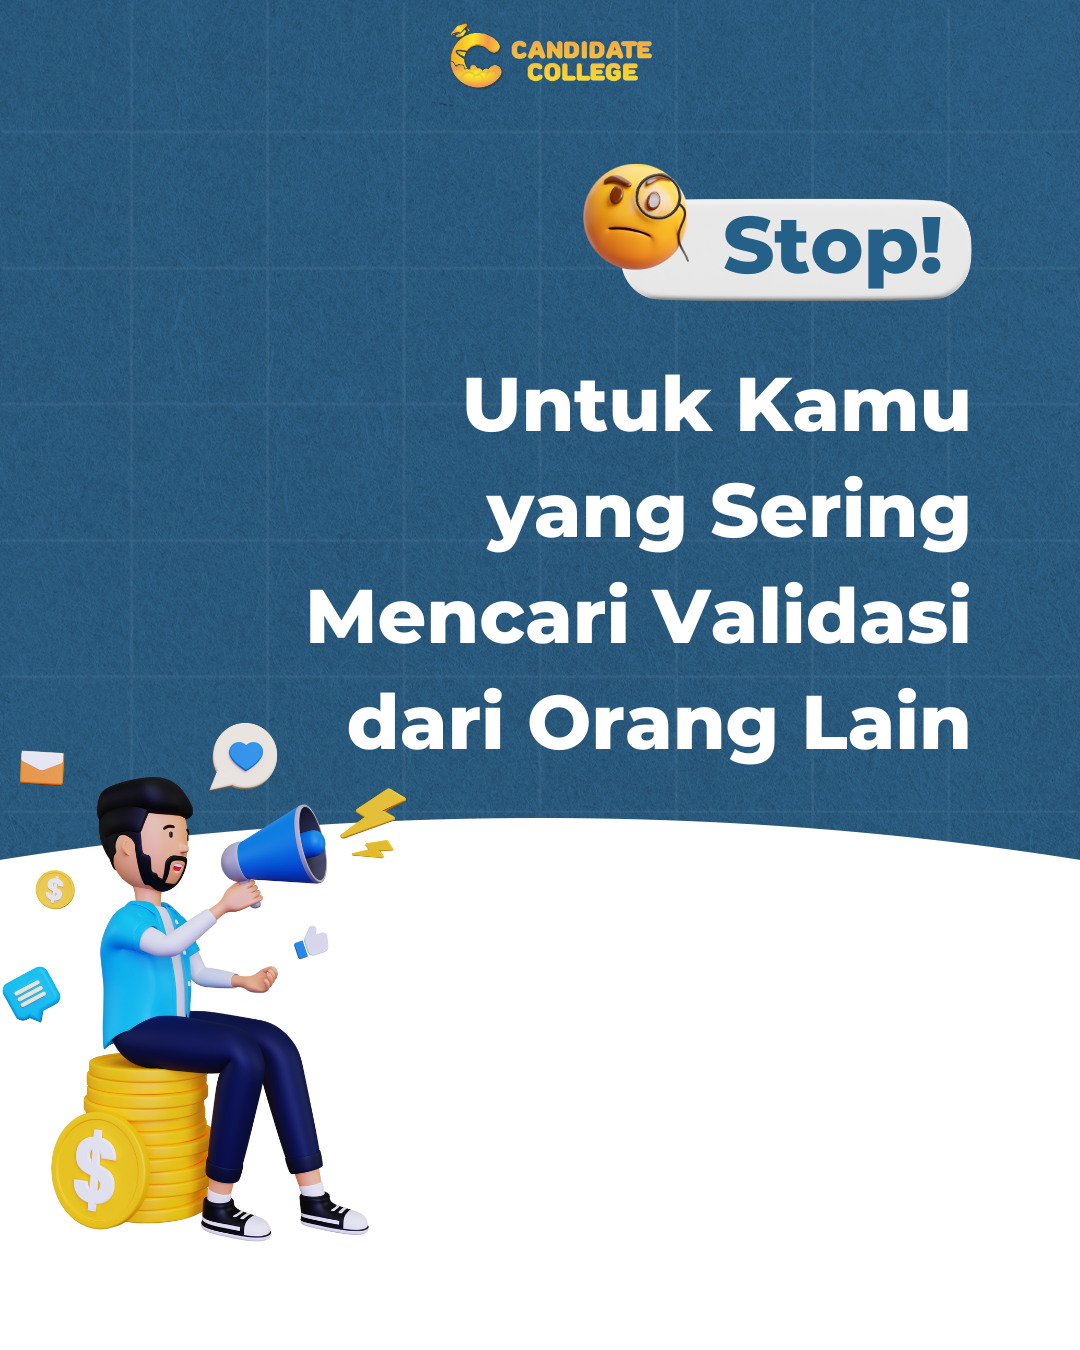 CANDIDATE
COLLEGE
Stop!
Untuk Kamu
yang Sering
Mencari Validasi
dari Orang Lain
$
$